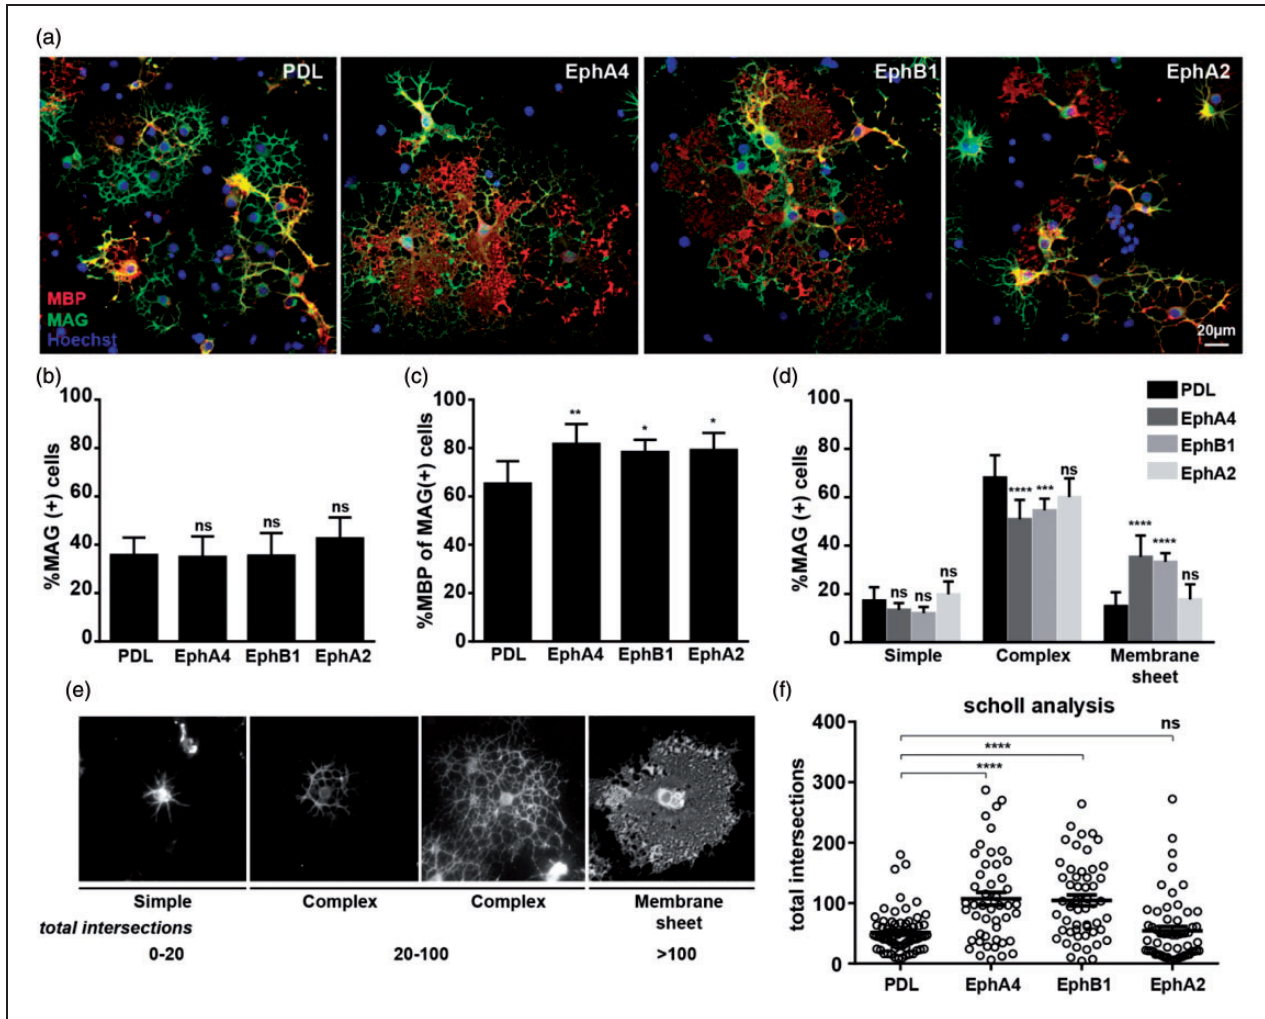 (a)
PDL
EphA4
EphB1
EphA2
MBP
MAG
Hoechst
20µm
(b)
%MAG (+) cells
100
80
60
40
20
0
ns
ns
ns
PDL
EphA4
EphB1
EphA2
(c)
%MBP of MAG(+) cells
100
80
60
40
20
0
**
*
*
PDL
EphA4
EphB1
EphA2
(d)
%MAG (+) cells
100
80
60
40
20
0
PDL
EphA4
EphB1
EphA2
ns
ns
ns
****
***
ns
****
****
ns
Simple
Complex
Membrane
sheet
(e)
Simple
Complex
Complex
Membrane
sheet
total intersections
0-20
20-100
>100
(f)
scholl analysis
total intersections
400
300
200
100
0
ns
****
****
PDL
EphA4
EphB1
EphA2